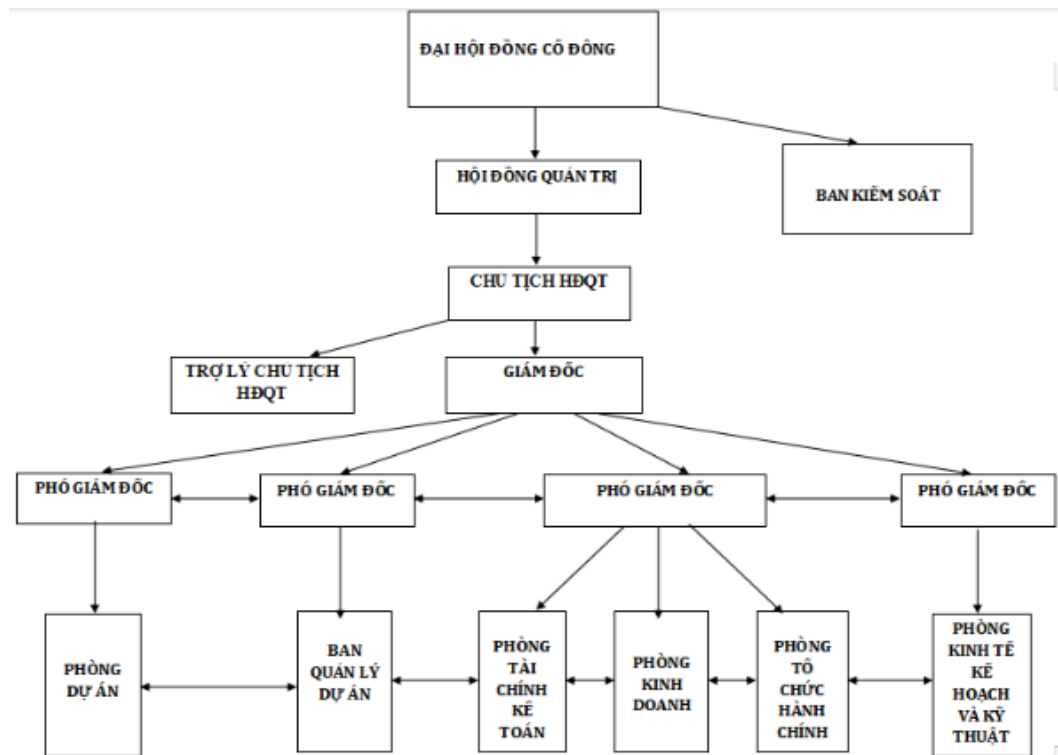 ĐẠI HỘI ĐỒNG CỔ ĐÔNG
HỘI ĐỒNG QUẢN TRỊ
BAN KIỂM SOÁT
CHỦ TỊCH HĐQT
TRỢ LÝ CHỦ TỊCH
HĐQT
GIÁM ĐỐC
PHÓ GIÁM ĐỐC
PHÓ GIÁM ĐỐC
PHÓ GIÁM ĐỐC
PHÓ GIÁM ĐỐC
PHÒNG
DỰ ÁN
BAN
QUẢN LÝ
DỰ ÁN
PHÒNG
TÀI
CHÍNH
KẾ
TOÁN
PHÒNG
KINH
DOANH
PHÒNG
TỔ
CHỨC
HÀNH
CHÍNH
PHÒNG
KINH TẾ
KẾ
HOẠCH
VÀ KỸ
THUẬT